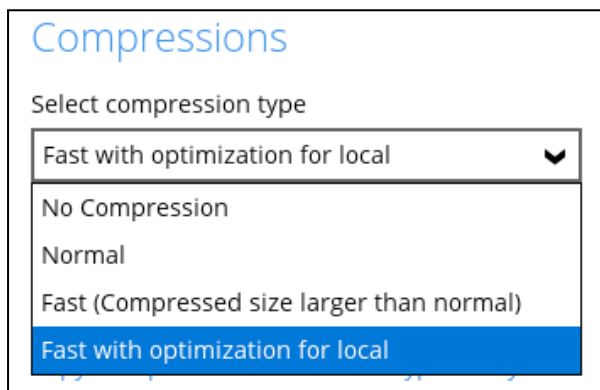 Compressions
Select compression type
Fast with optimization for local
No Compression
Normal
Fast (Compressed size larger than normal)
Fast with optimization for local